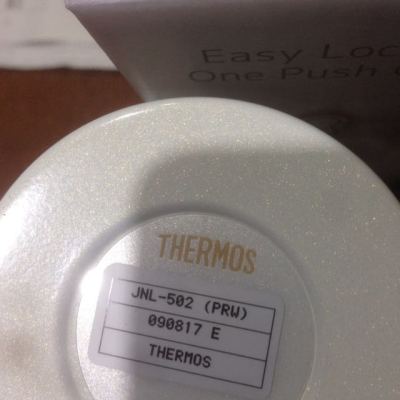 Easy Loc
One Push
THERMOS
JNL-502 (PRW)
090817 E
THERMOS